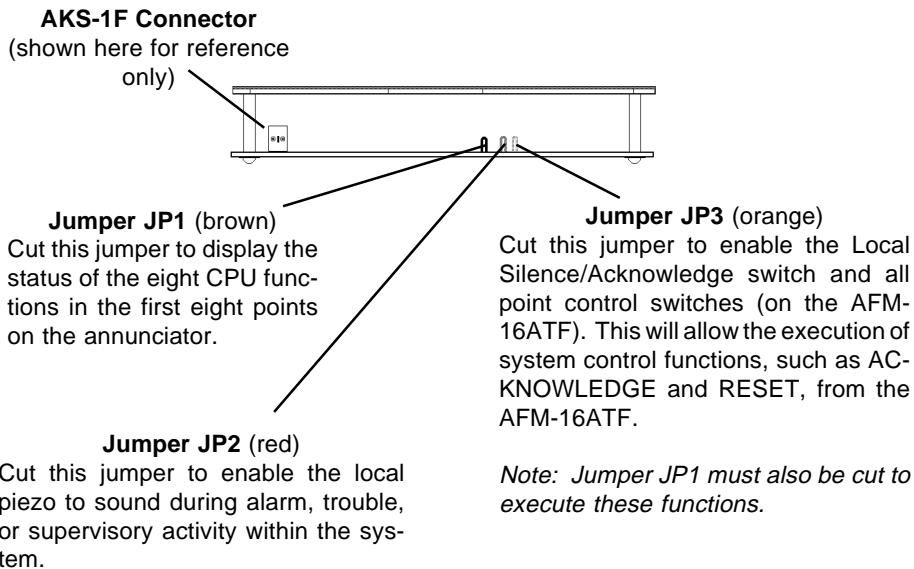 AKS-1F Connector
(shown here for reference
only)
Jumper JP1 (brown)
Cut this jumper to display the
status of the eight CPU func-
tions in the first eight points
on the annunciator.
Jumper JP3 (orange)
Cut this jumper to enable the Local
Silence/Acknowledge switch and all
point control switches (on the AFM-
16ATF). This will allow the execution of
system control functions, such as AC-
KNOWLEDGE and RESET, from the
AFM-16ATF.
Note: Jumper JP1 must also be cut to
execute these functions.
Jumper JP2 (red)
Cut this jumper to enable the local
piezo to sound during alarm, trouble,
or supervisory activity within the sys-
tem.